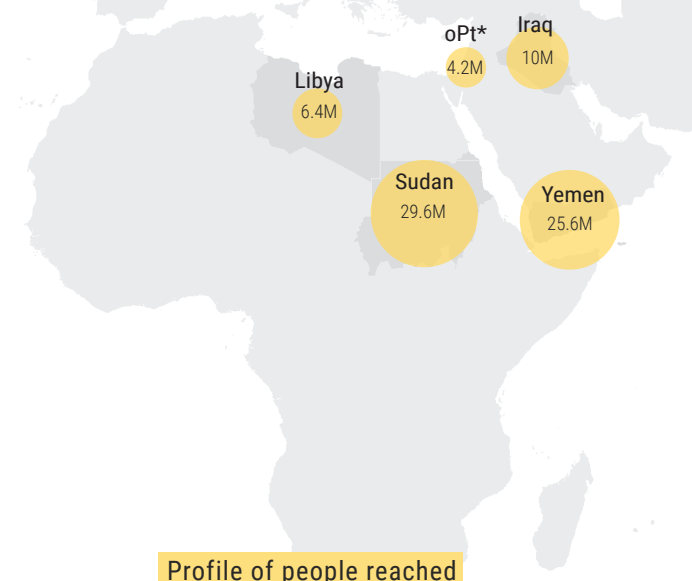 oPt*
4.2M
Iraq
10M
Libya
6.4M
Sudan
29.6M
Yemen
25.6M
Profile of people reached